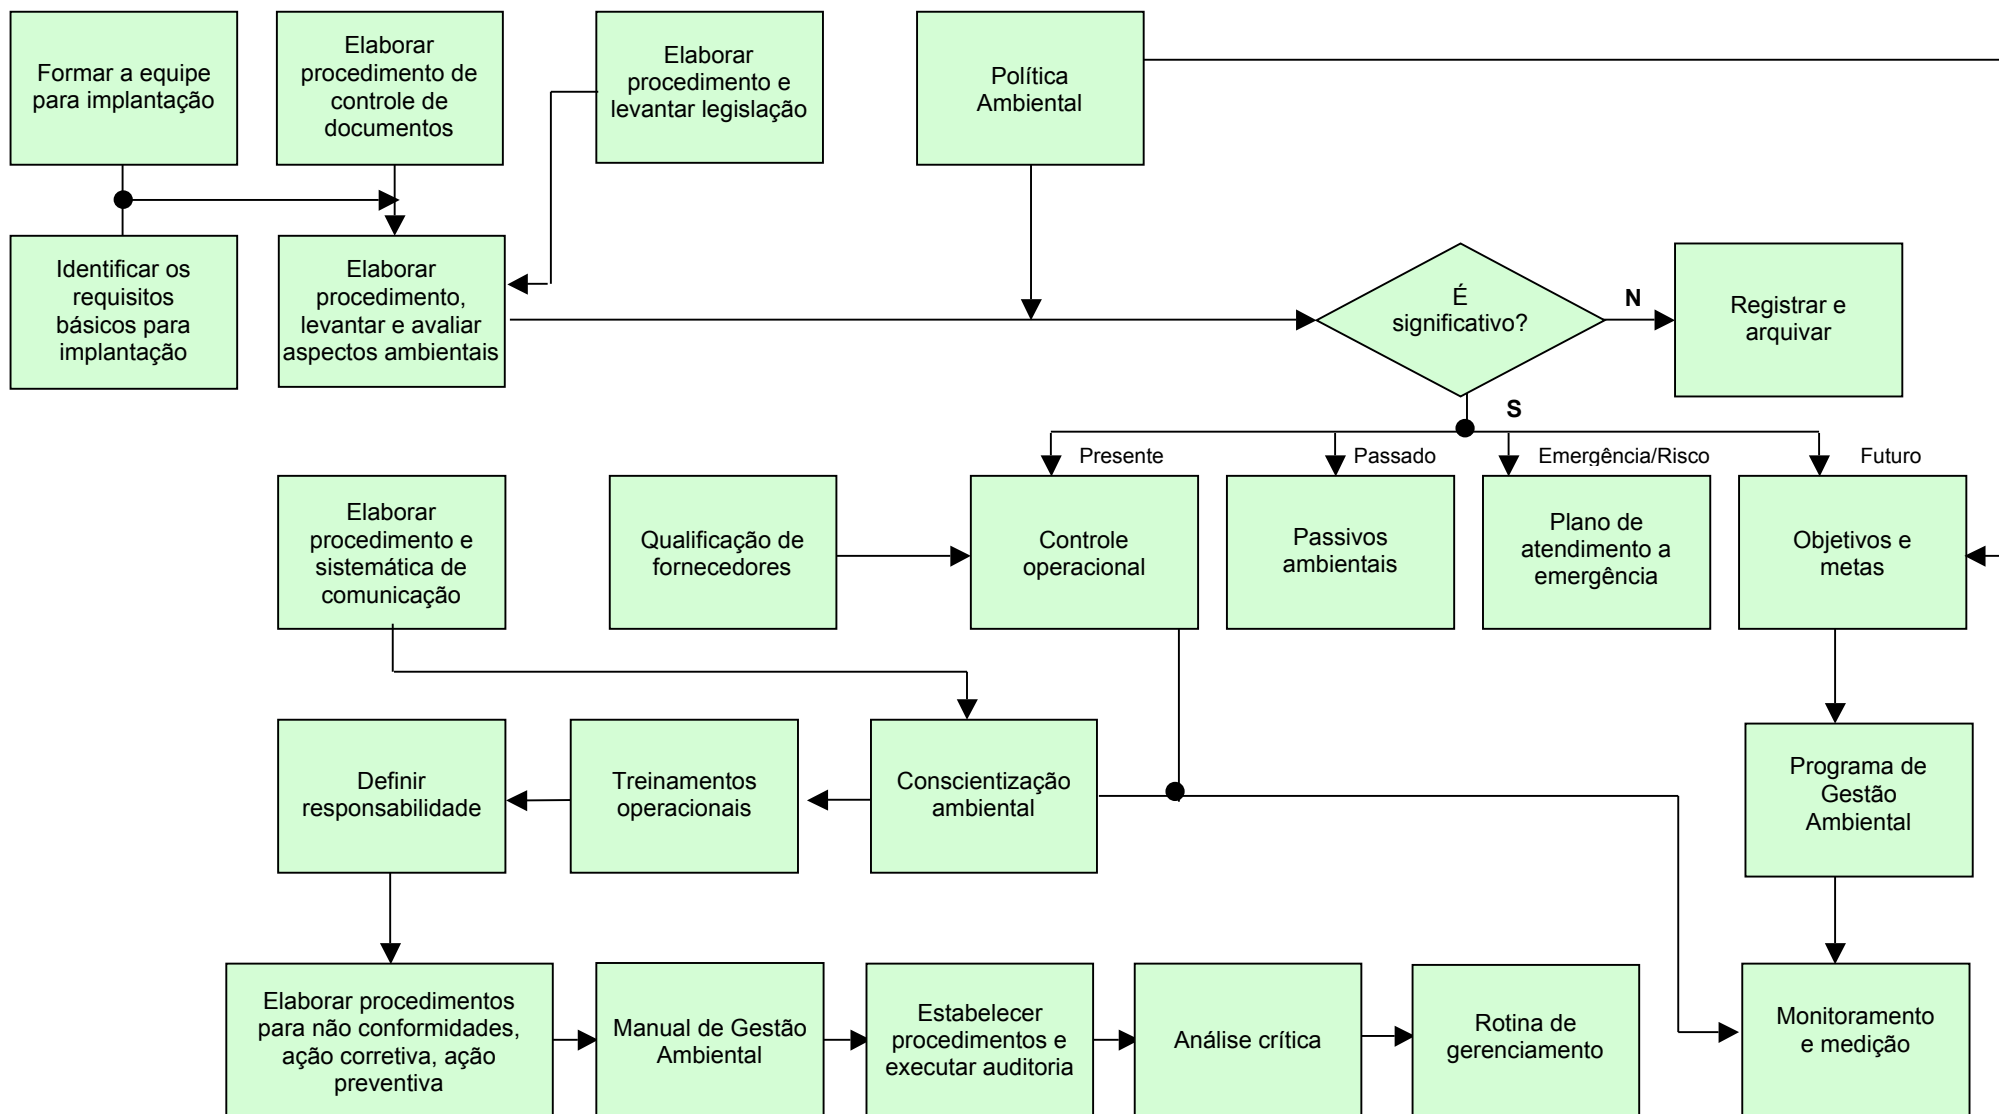 Formar a equipe
para implantação
Elaborar
procedimento de
controle de
documentos
Elaborar
procedimento e
levantar legislação
Política
Ambiental
Identificar os
requisitos
básicos para
implantação
Elaborar
procedimento,
levantar e avaliar
aspectos ambientais
É
significativo?
N
Registrar e
arquivar
S
Presente
Passado
Emergência/Risco
Futuro
Elaborar
procedimento e
sistemática de
comunicação
Qualificação de
fornecedores
Controle
operacional
Passivos
ambientais
Plano de
atendimento a
emergência
Objetivos e
metas
Definir
responsabilidade
Treinamentos
operacionais
Conscientização
ambiental
Programa de
Gestão
Ambiental
Elaborar procedimentos
para não conformidades,
ação corretiva, ação
preventiva
Manual de Gestão
Ambiental
Estabelecer
procedimentos e
executar auditoria
Análise crítica
Rotina de
gerenciamento
Monitoramento
e medição